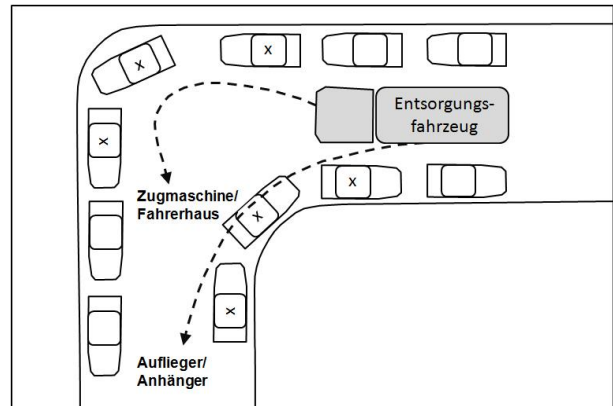 x
x
Entsorgungs-
fahrzeug
x
x
Zugmaschine/
Fahrerhaus
x
x
Auflieger/
Anhänger